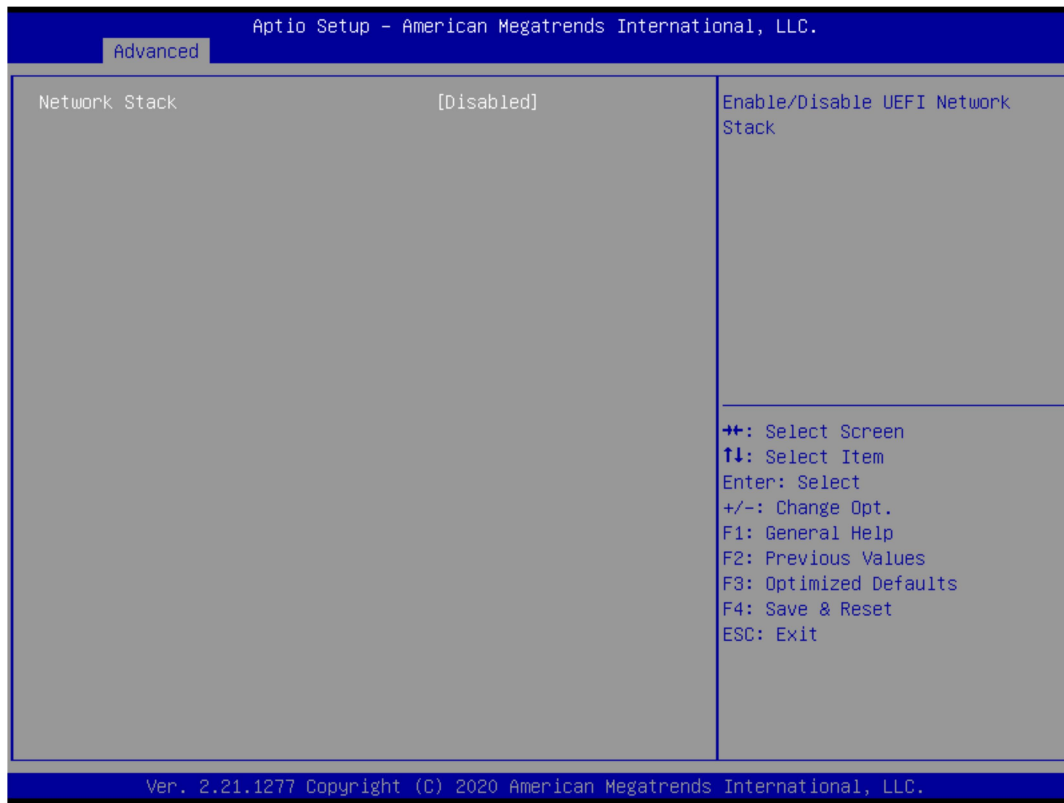 Aptio Setup – American Megatrends International, LLC.
Advanced
Network Stack [Disabled]
Enable/Disable UEFI Network
Stack
→←: Select Screen
↑↓: Select Item
Enter: Select
+/-: Change Opt.
F1: General Help
F2: Previous Values
F3: Optimized Defaults
F4: Save & Reset
ESC: Exit
Ver. 2.21.1277 Copyright (C) 2020 American Megatrends International, LLC.